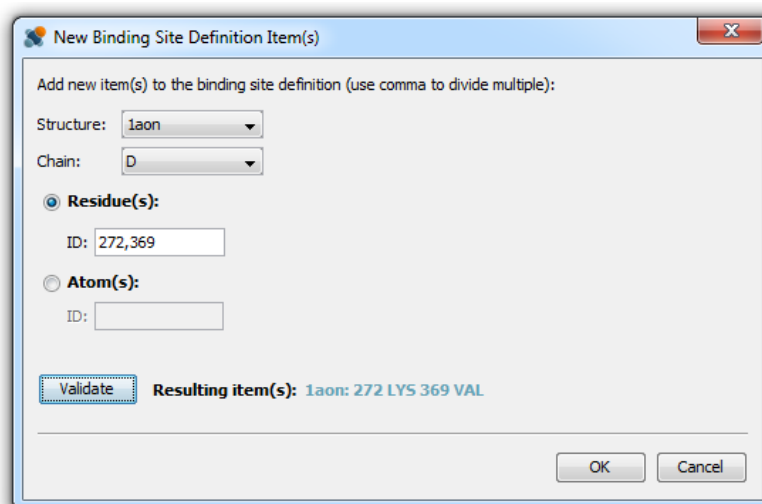 New Binding Site Definition Item(s)
Add new item(s) to the binding site definition (use comma to divide multiple):
Structure: 1aon
Chain: D
Residue(s):
ID: 272,369
Atom(s):
ID:
Validate Resulting item(s): 1aon: 272 LYS 369 VAL
OK Cancel